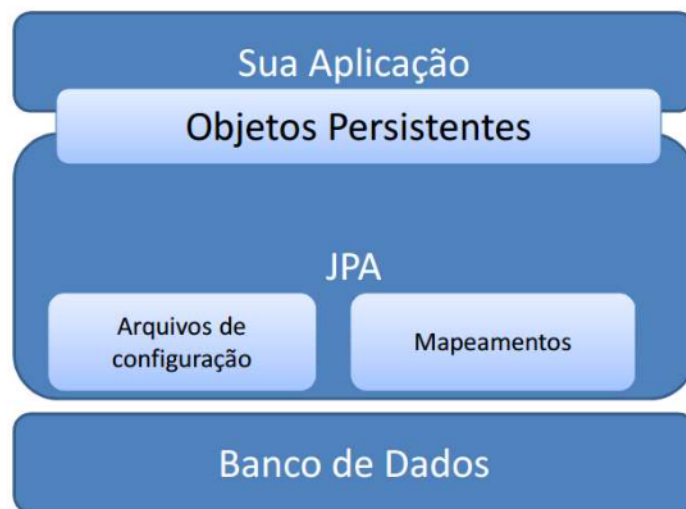 Sua Aplicação
Objetos Persistentes
JPA
Arquivos de
configuração
Mapeamentos
Banco de Dados